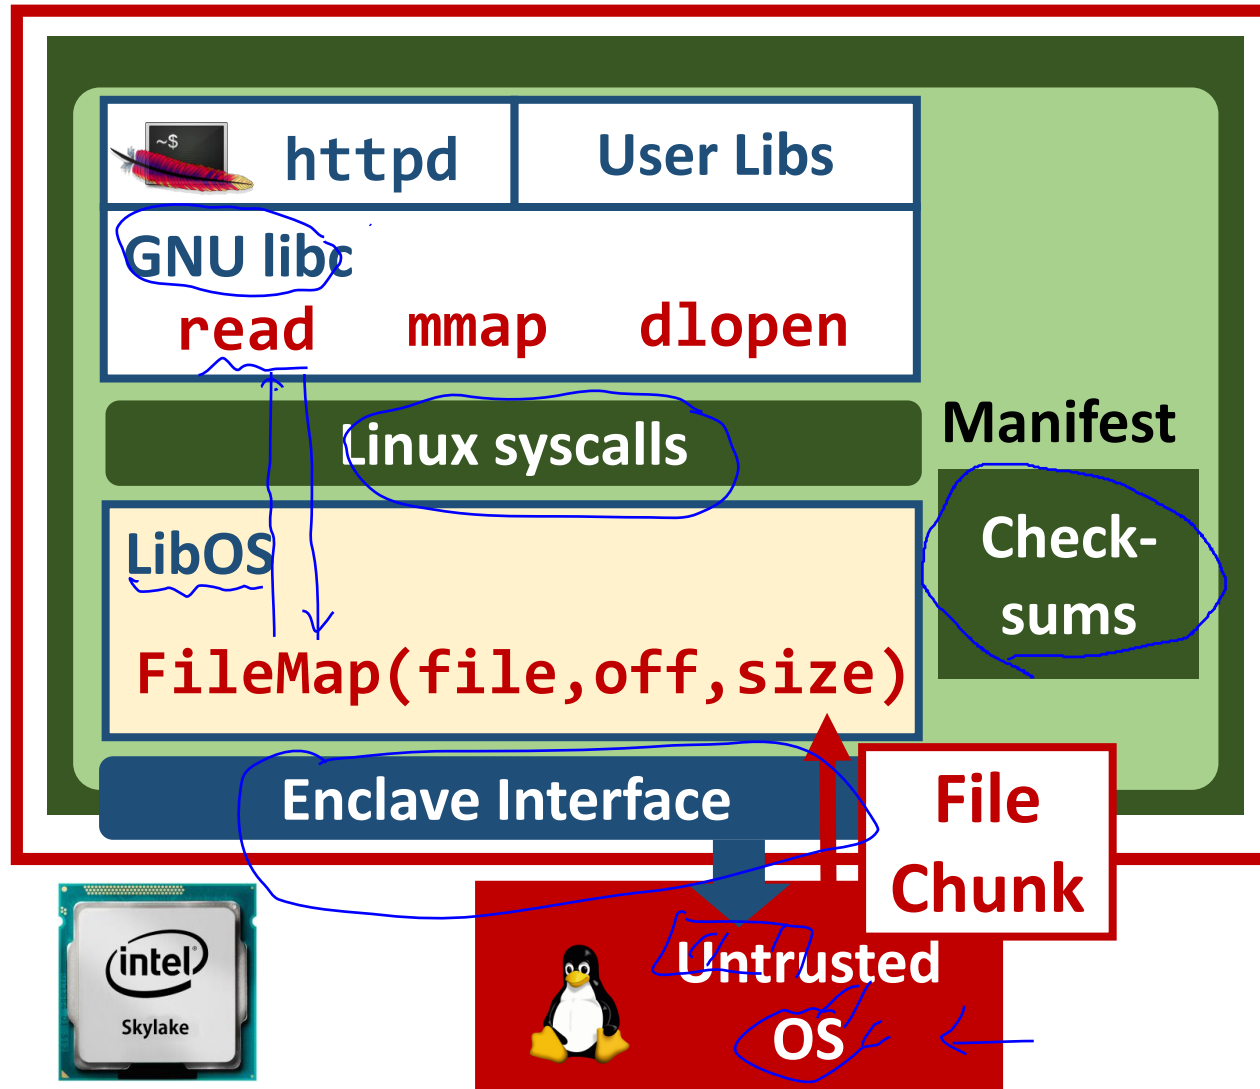 ~$
httpd
User Libs
GNU libc
read mmap dlopen
Linux syscalls
Manifest
Check-
sums
LibOS
FileMap(file,off,size)
Enclave Interface
File
Chunk
intel
Skylake
Untrusted
OS